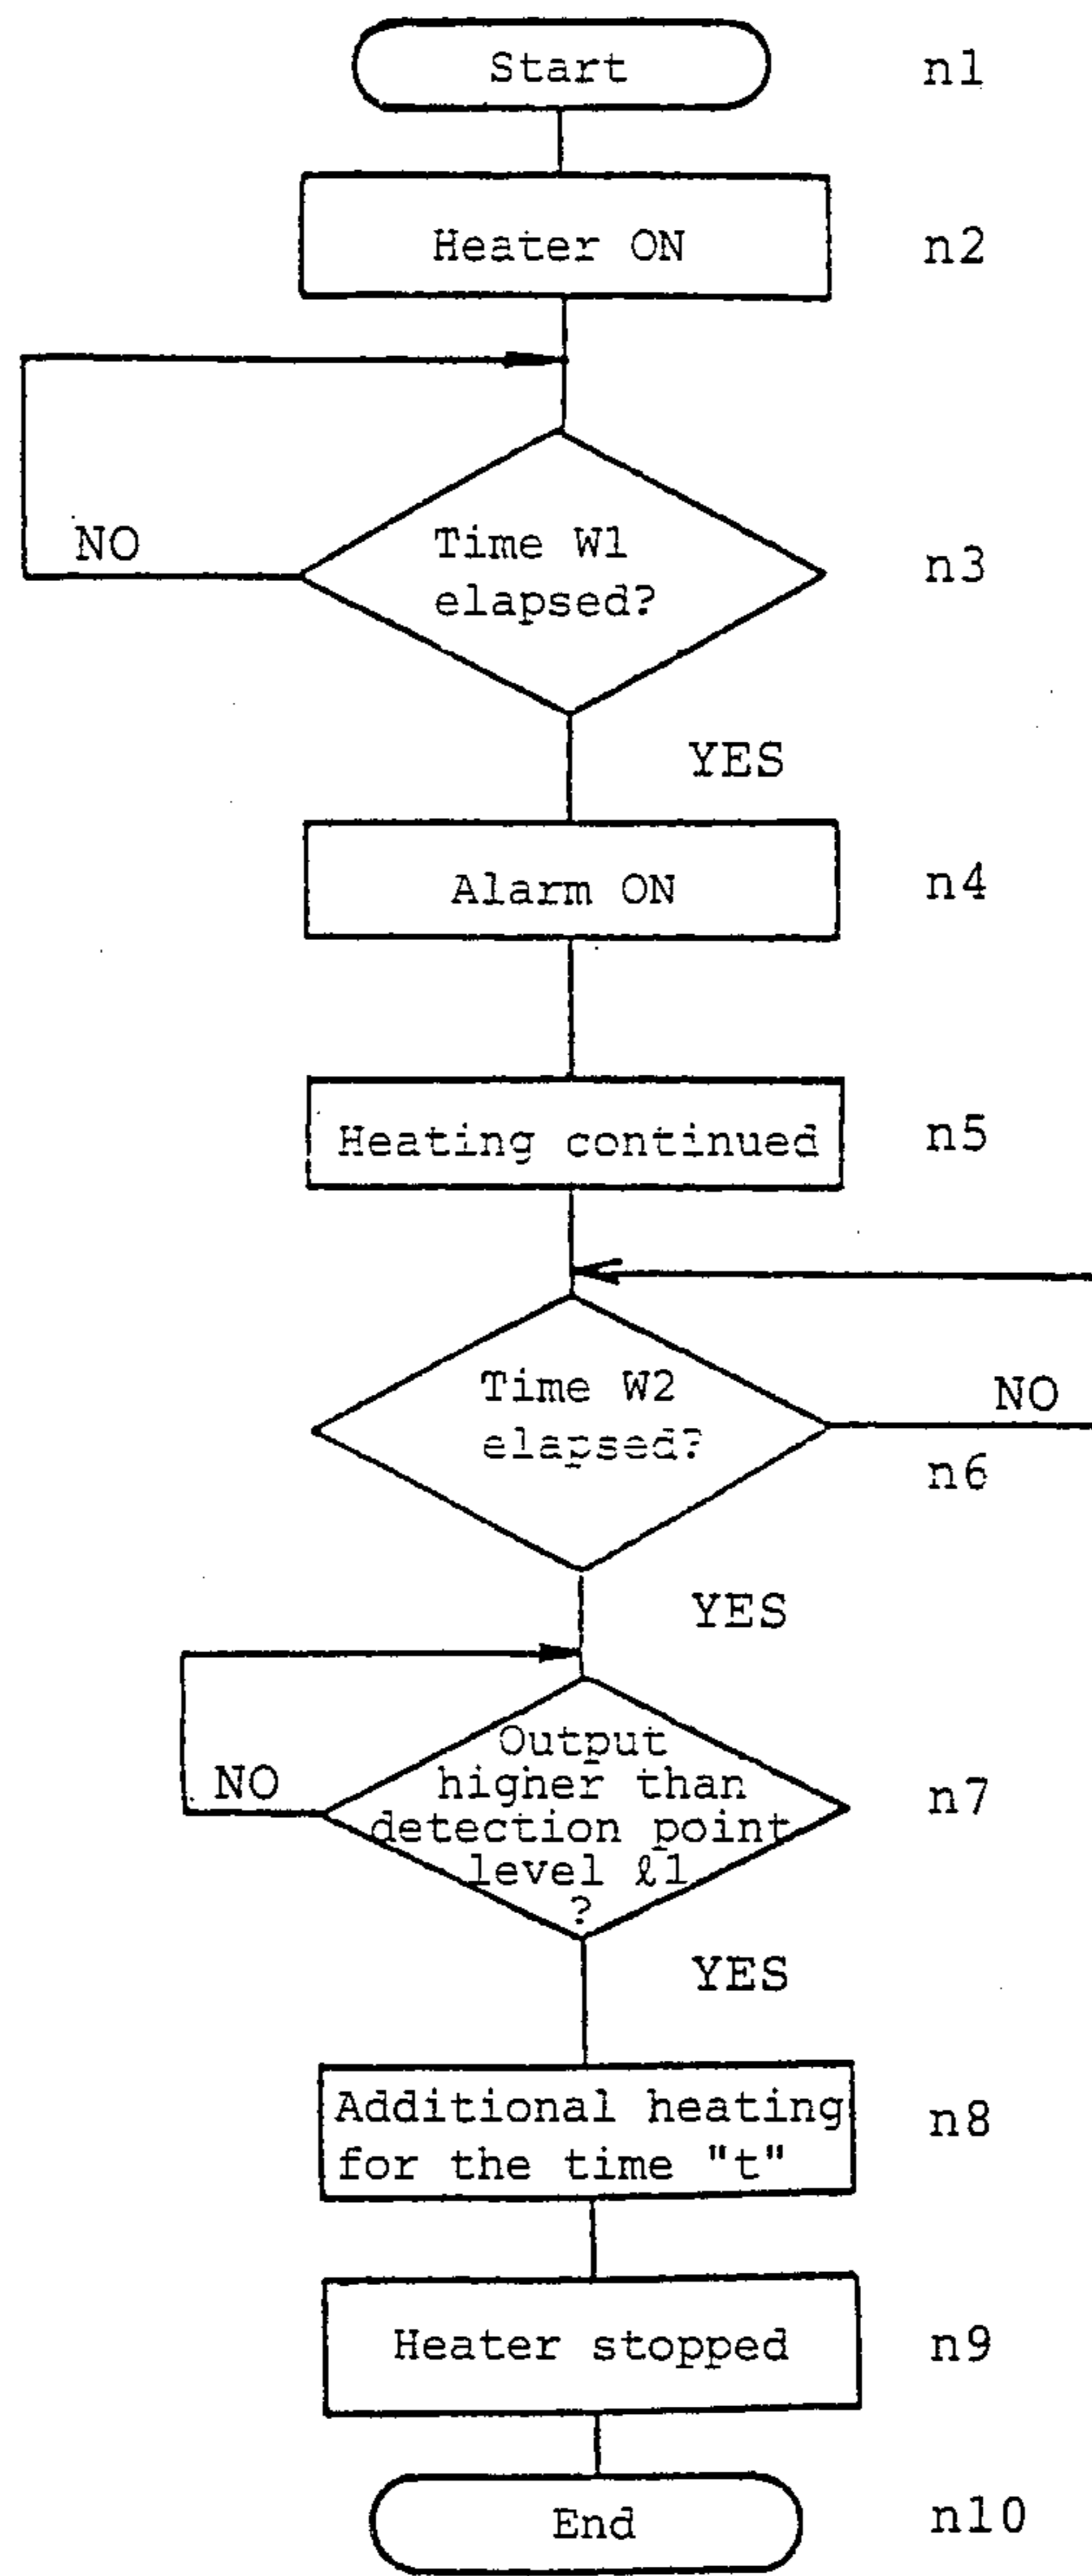 Start
n1
Heater ON
n2
NO
Time W1
elapsed?
n3
YES
Alarm ON
n4
Heating continued
n5
Time W2
elapsed?
NO
n6
YES
Output
higher than
detection point
level ℓ1
?
NO
n7
YES
Additional heating
for the time "t"
n8
Heater stopped
n9
End
n10